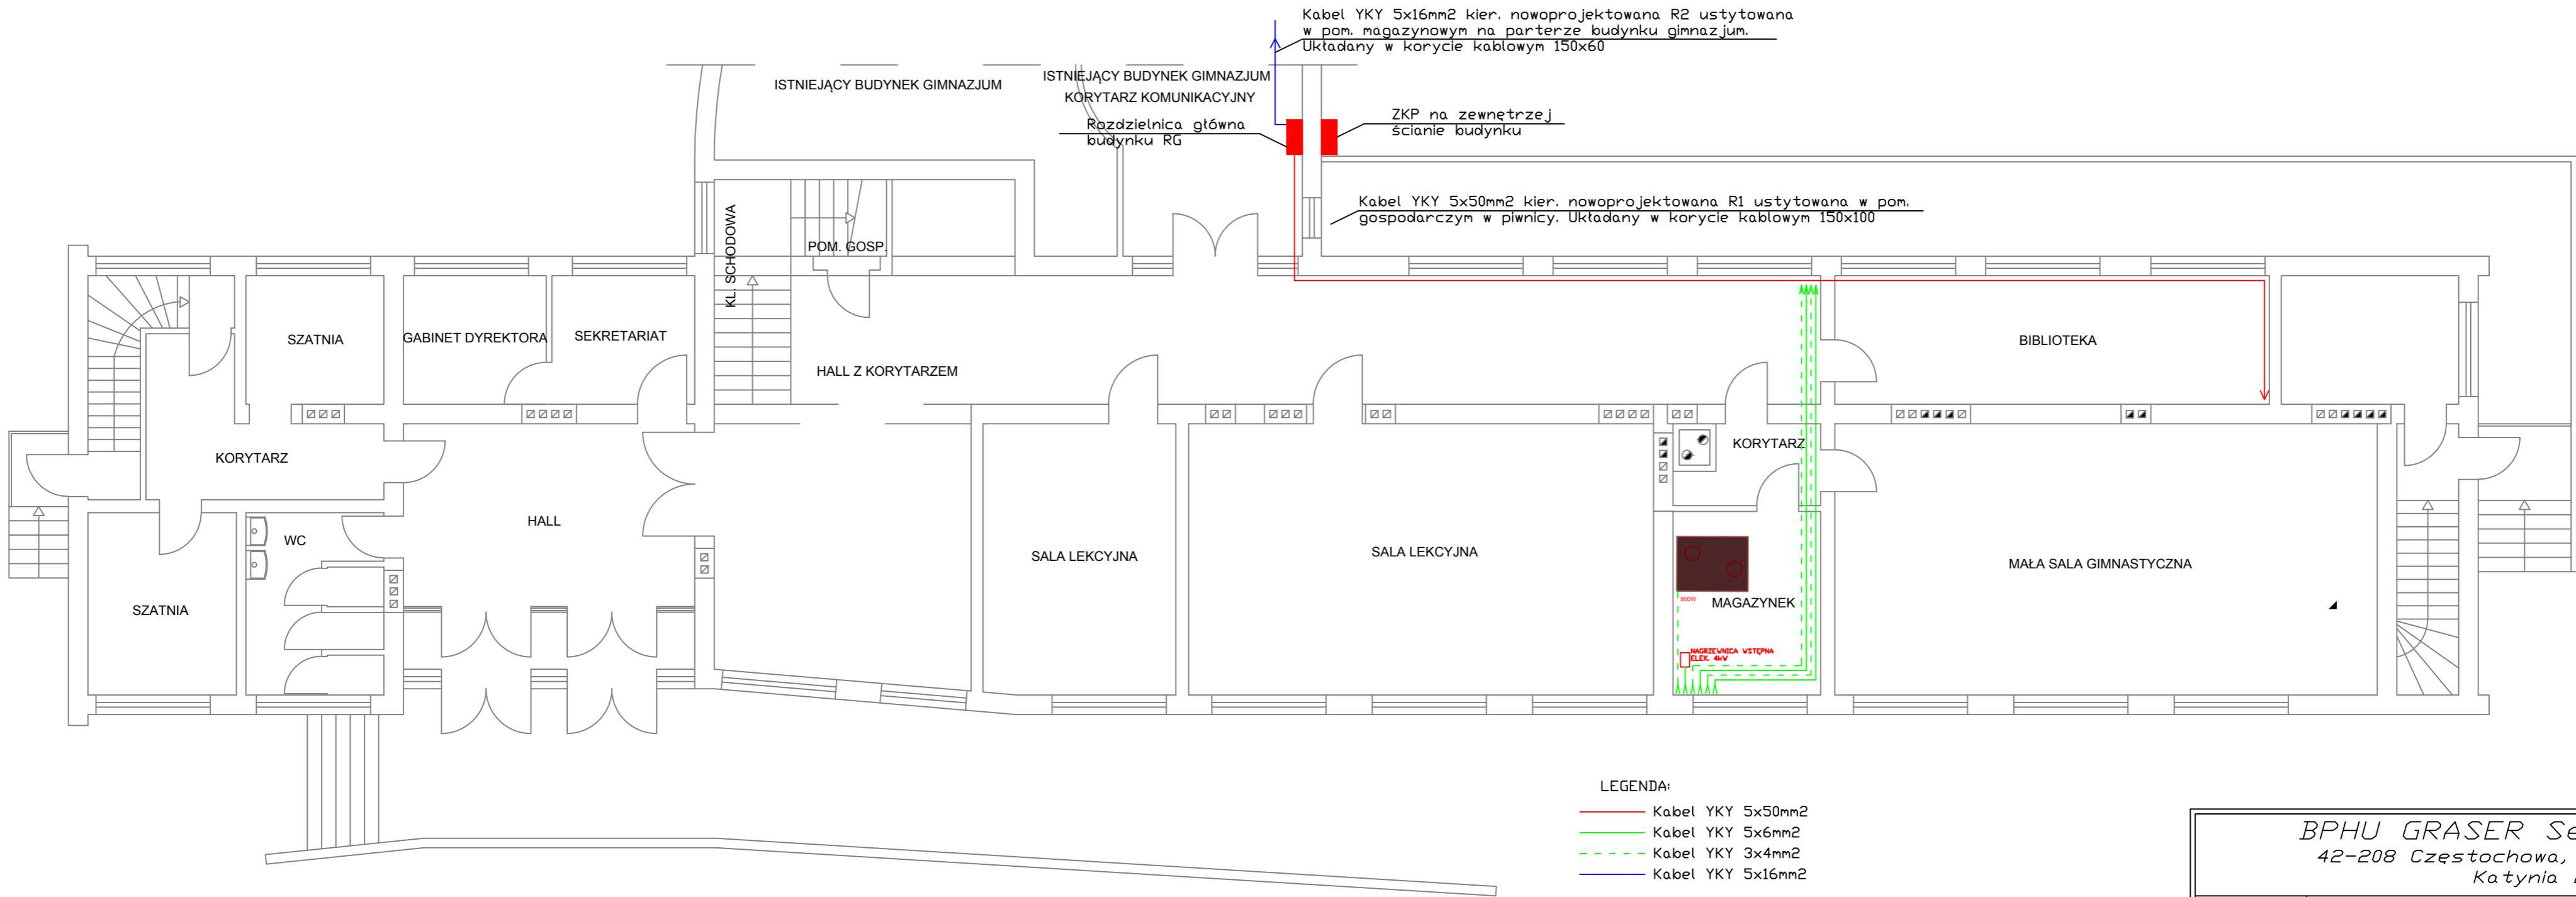 Kabel YKY 5x16mm2 kier. nowoprojektowana R2 ustytowana
w pom. magazynowym na parterze budynku gimnazjum.
Układany w korycie kablowym 150x60
ISTNIEJĄCY BUDYNEK GIMNAZJUM
ISTNIEJĄCY BUDYNEK GIMNAZJUM
KORYTARZ KOMUNIKACYJNY
Rozdzielnica główna
budynku RG
ZKP na zewnętrzej
ścianie budynku
Kabel YKY 5x50mm2 kier. nowoprojektowana R1 ustytowana w pom.
gospodarczym w piwnicy. Układany w korycie kablowym 150x100
KL. SCHODOWA
POM. GOSP.
SZATNIA
GABINET DYREKTORA
SEKRETARIAT
HALL Z KORYTARZEM
BIBLIOTEKA
KORYTARZ
KORYTARZ
HALL
WC
SZATNIA
SALA LEKCYJNA
SALA LEKCYJNA
800W
MAGAZYNEK
NAGRZEWNICA WSTĘPNA
ELEK. 4kW
MAŁA SALA GIMNASTYCZNA
LEGENDA:
Kabel YKY 5x50mm2
Kabel YKY 5x6mm2
Kabel YKY 3x4mm2
Kabel YKY 5x16mm2
BPHU GRASER Se
42-208 Częstochowa,
Katynia